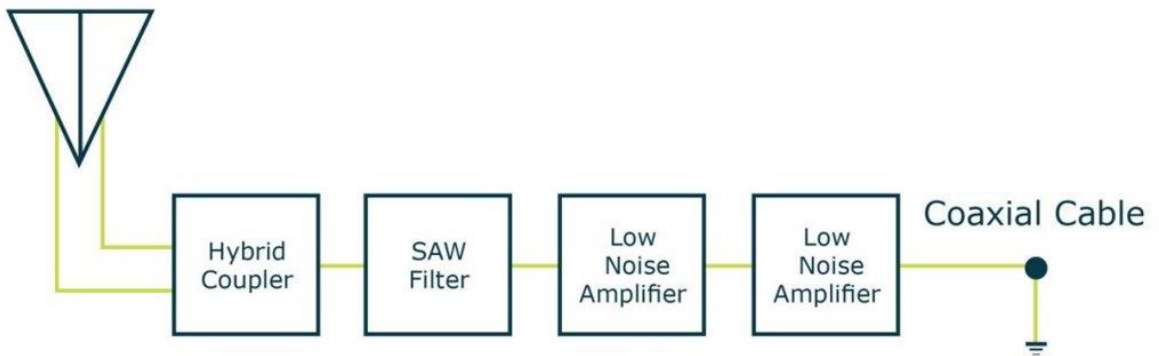 Hybrid
Coupler
SAW
Filter
Low
Noise
Amplifier
Low
Noise
Amplifier
Coaxial Cable